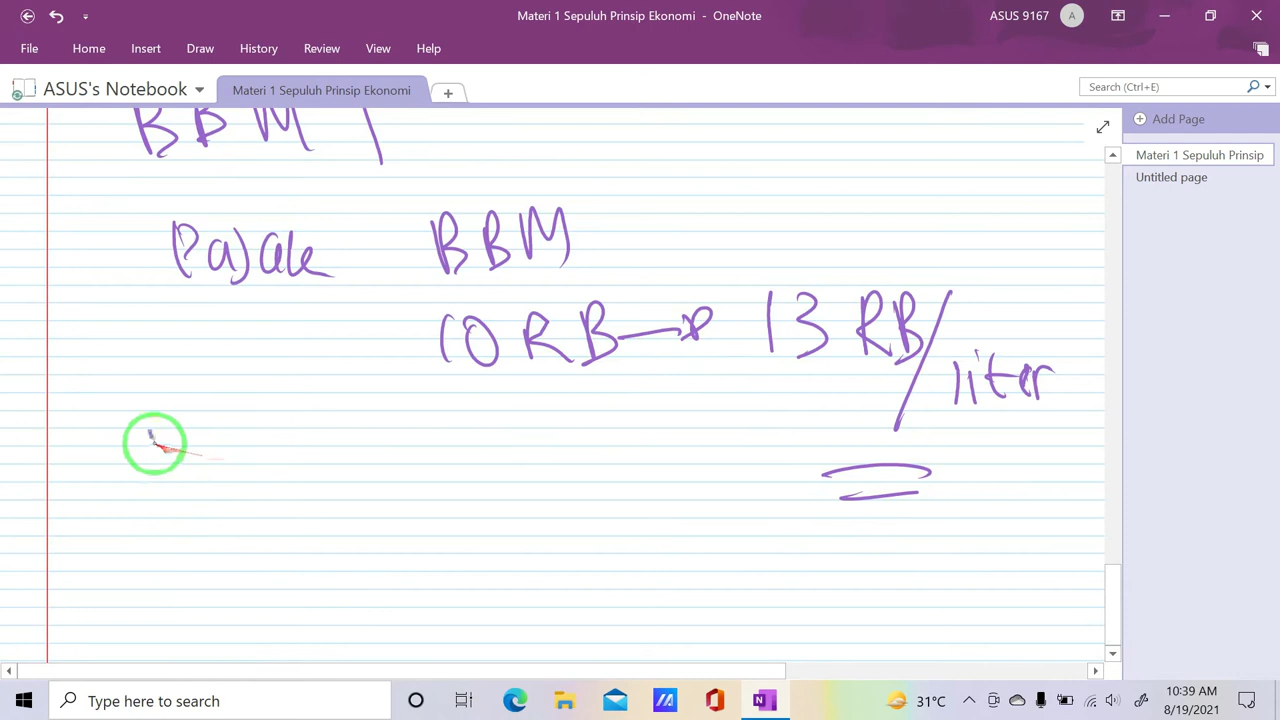 Materi 1 Sepuluh Prinsip Ekonomi - OneNote
ASUS 9167
A
File Home Insert Draw History Review View Help
ASUS's Notebook
Materi 1 Sepuluh Prinsip Ekonomi
Search (Ctrl+E)
Add Page
Materi 1 Sepuluh Prinsip
Untitled page
BBM
Pajak BBM
10 RB → 13 RB/
liter
Type here to search
31°C
10:39 AM
8/19/2021